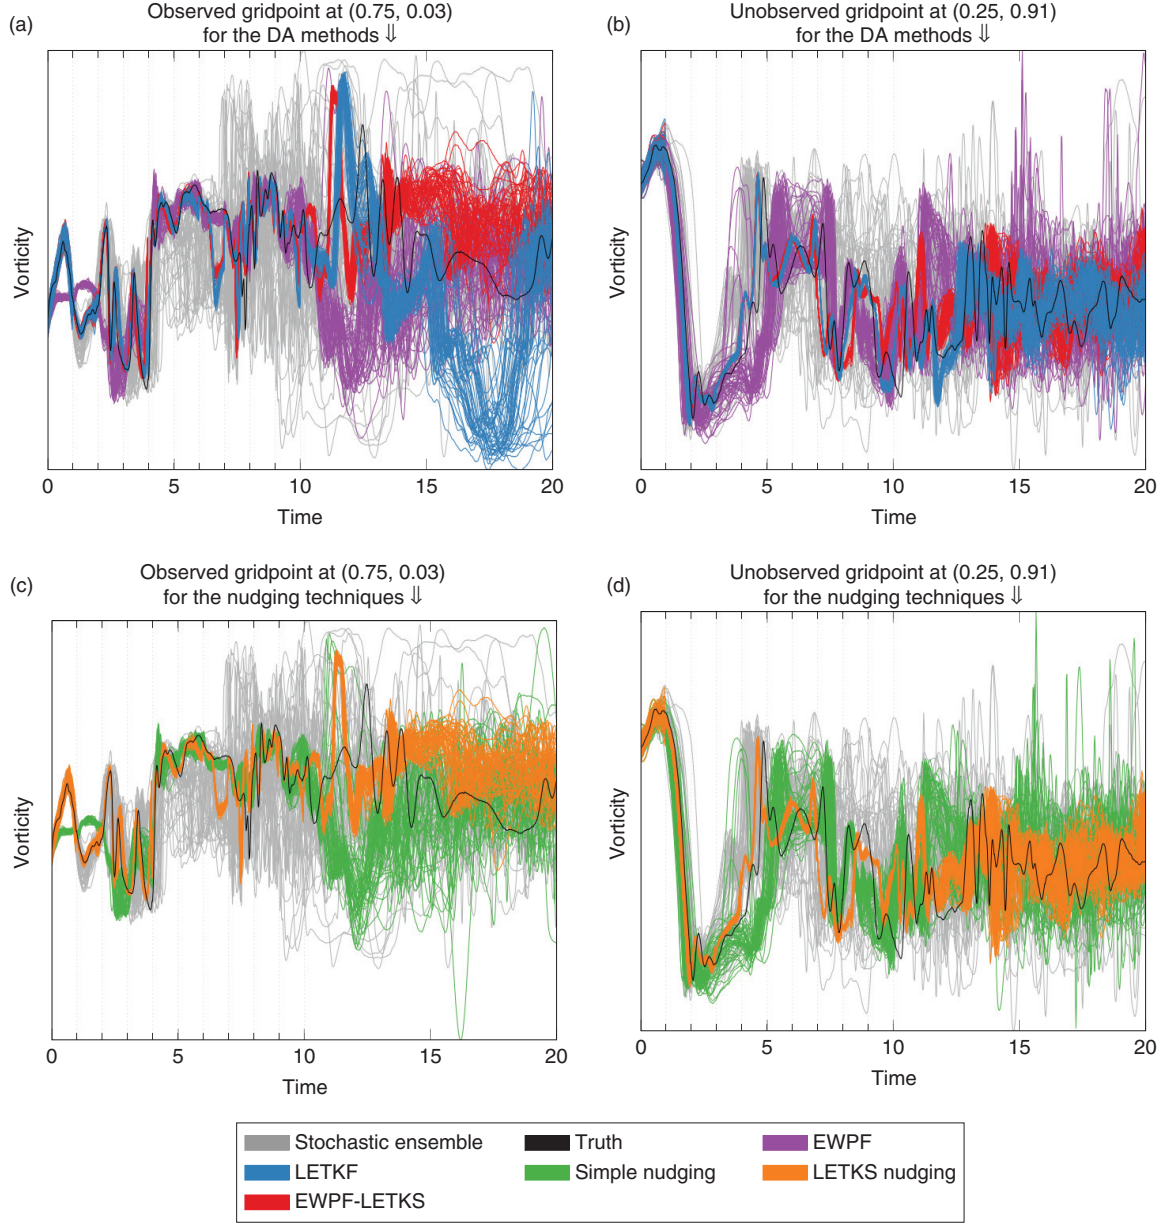 (a)
Observed gridpoint at (0.75, 0.03)
for the DA methods ⇓
Vorticity
0 5 10 15 20
Time
(b)
Unobserved gridpoint at (0.25, 0.91)
for the DA methods ⇓
Vorticity
0 5 10 15 20
Time
(c)
Observed gridpoint at (0.75, 0.03)
for the nudging techniques ⇓
Vorticity
0 5 10 15 20
Time
(d)
Unobserved gridpoint at (0.25, 0.91)
for the nudging techniques ⇓
Vorticity
0 5 10 15 20
Time
Stochastic ensemble Truth EWPF
LETKF Simple nudging LETKS nudging
EWPF-LETKS